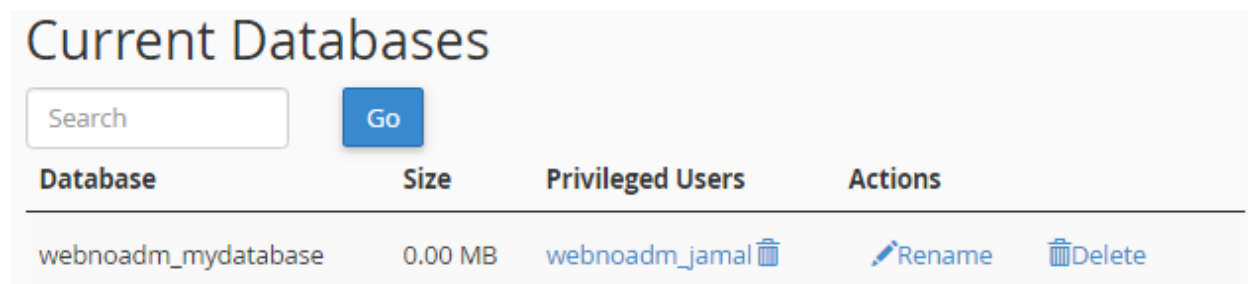 Current Databases
Search Go
Database Size Privileged Users Actions
webnoadm_mydatabase 0.00 MB webnoadm_jamal Rename Delete